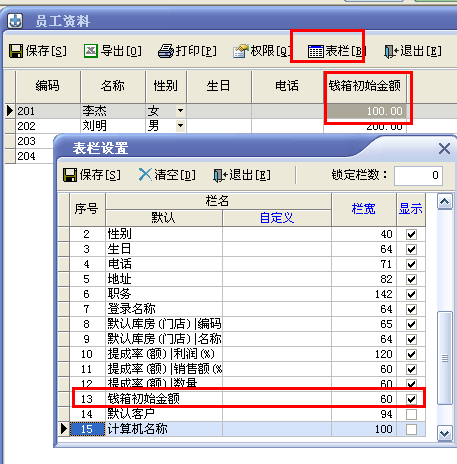 员工资料
保存[S] 导出[O] 打印[P] 权限[Q] 表栏[B] 退出[E]
编码 名称 性别 生日 电话 钱箱初始金额
201 李杰 女 100.00
202 刘明 男 200.00
203
204
表栏设置
保存[S] 清空[D] 退出[E] 锁定栏数： 0
序号 栏名 栏宽 显示
默认 自定义
2 性别 40
3 生日 64
4 电话 71
5 地址 82
6 职务 142
7 登录名称 64
8 默认库房(门店)|编码 65
9 默认库房(门店)|名称 64
10 提成率(额)|利润(%) 120
11 提成率(额)|销售额(% 60
12 提成率(额)|数量 60
13 钱箱初始金额 60
14 默认客户 94
15 计算机名称 100